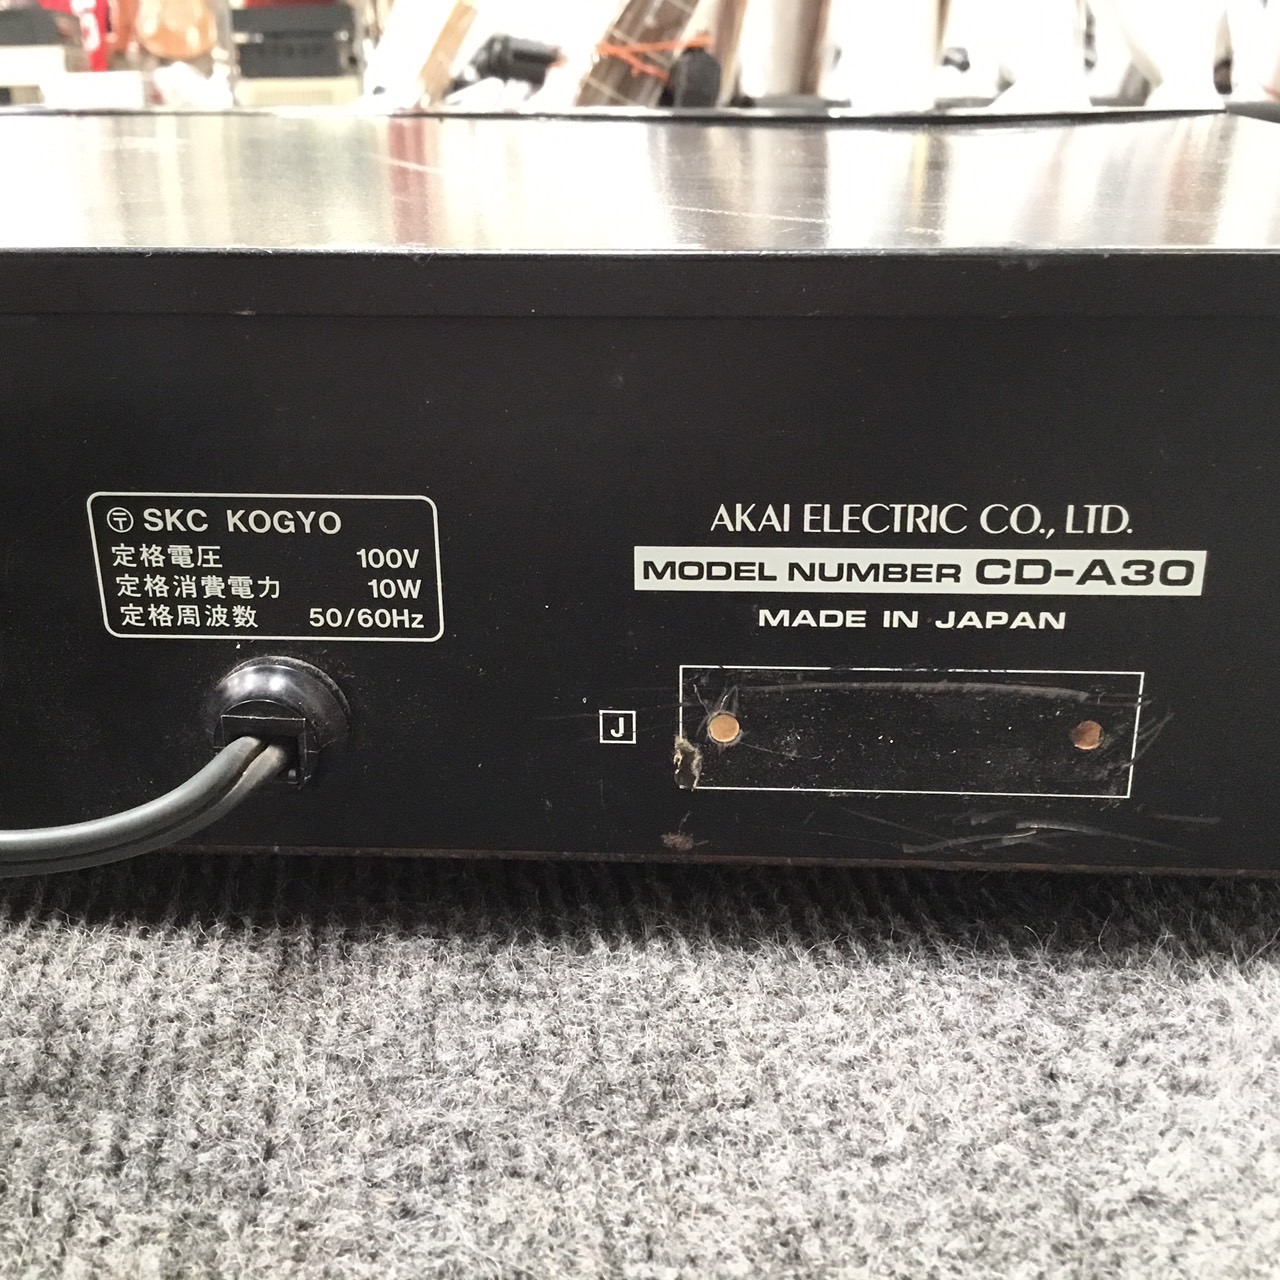 〶 SKC KOGYO
定格電圧 100V
定格消費電力 10W
定格周波数 50/60Hz
AKAI ELECTRIC CO., LTD.
MODEL NUMBER CD-A30
MADE IN JAPAN
J